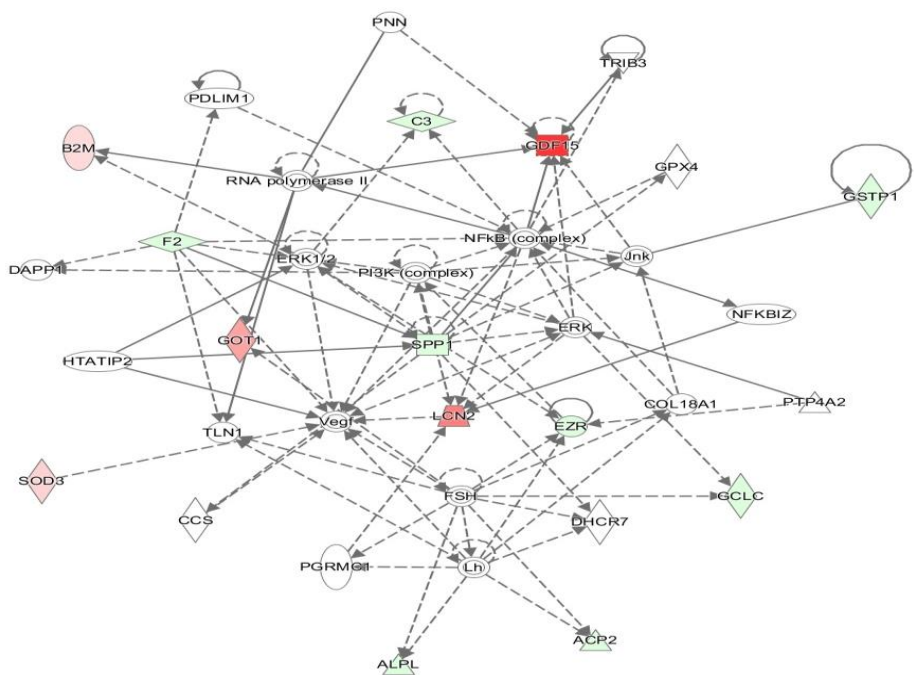 PNN
TRIB3
PDLIM1
C3
B2M
GDF15
GPX4
RNA polymerase II
GSTP1
F2
NFkB (complex)
ERK1/2
Jnk
DAPP1
PI3K (complex)
NFKBIZ
ERK
GOT1
SPP1
HTATIP2
COL18A1
PTP4A2
LCN2
Vegf
EZR
TLN1
SOD3
FSH
GCLC
CCS
DHCR7
PGRMC1
Lh
ACP2
ALPL